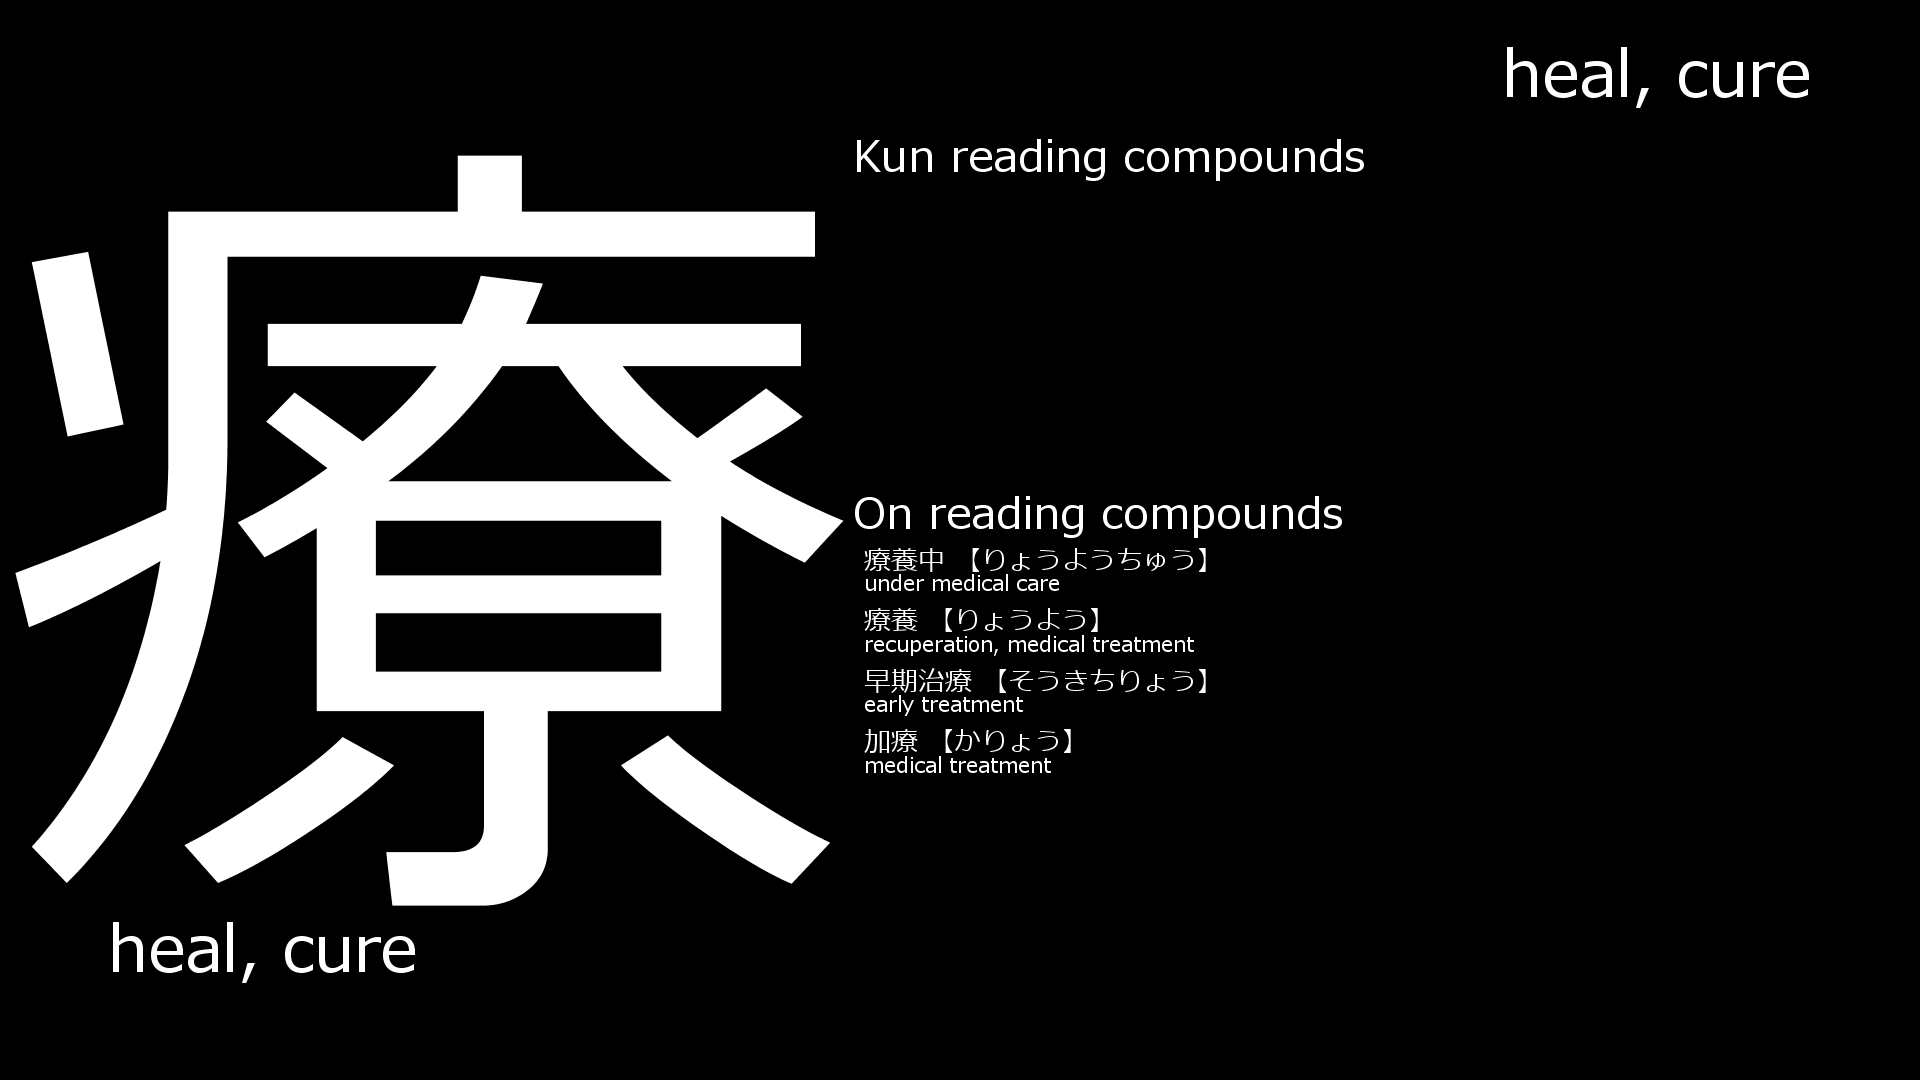 heal, cure
療
heal, cure
Kun reading compounds
On reading compounds
療養中 【りょうようちゅう】
under medical care
療養 【りょうよう】
recuperation, medical treatment
早期治療 【そうきちりょう】
early treatment
加療 【かりょう】
medical treatment